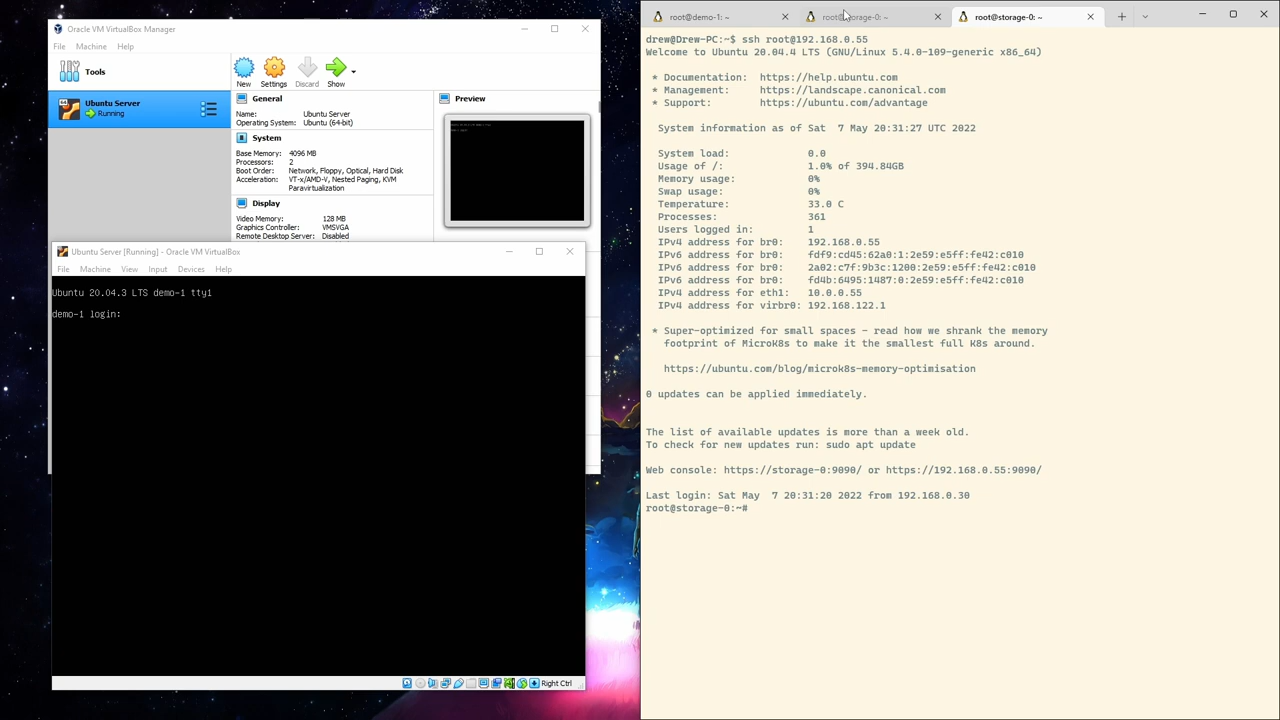 Oracle VM VirtualBox Manager
File Machine Help
Tools
New Settings Discard Show
Ubuntu Server
Running
General
Name: Ubuntu Server
Operating System: Ubuntu (64-bit)
System
Base Memory: 4096 MB
Processors: 2
Boot Order: Network, Floppy, Optical, Hard Disk
Acceleration: VT-x/AMD-V, Nested Paging, KVM
Paravirtualization
Display
Video Memory: 128 MB
Graphics Controller: VMSVGA
Remote Desktop Server: Disabled
Preview
Ubuntu Server [Running] - Oracle VM VirtualBox
File Machine View Input Devices Help
Ubuntu 20.04.3 LTS demo-1 tty1
demo-1 login:
Right Ctrl
root@demo-1: ~
root@storage-0: ~
root@storage-0: ~
drew@Drew-PC:~$ ssh root@192.168.0.55
Welcome to Ubuntu 20.04.4 LTS (GNU/Linux 5.4.0-109-generic x86_64)
* Documentation: https://help.ubuntu.com
* Management: https://landscape.canonical.com
* Support: https://ubuntu.com/advantage
System information as of Sat 7 May 20:31:27 UTC 2022
System load: 0.0
Usage of /: 1.0% of 394.84GB
Memory usage: 0%
Swap usage: 0%
Temperature: 33.0 C
Processes: 361
Users logged in: 1
IPv4 address for br0: 192.168.0.55
IPv6 address for br0: fdf9:cd45:62a0:1:2e59:e5ff:fe42:c010
IPv6 address for br0: 2a02:c7f:9b3c:1200:2e59:e5ff:fe42:c010
IPv6 address for br0: fd4b:6495:1487:0:2e59:e5ff:fe42:c010
IPv4 address for eth1: 10.0.0.55
IPv4 address for virbr0: 192.168.122.1
* Super-optimized for small spaces - read how we shrank the memory
footprint of MicroK8s to make it the smallest full K8s around.
https://ubuntu.com/blog/microk8s-memory-optimisation
0 updates can be applied immediately.
The list of available updates is more than a week old.
To check for new updates run: sudo apt update
Web console: https://storage-0:9090/ or https://192.168.0.55:9090/
Last login: Sat May 7 20:31:20 2022 from 192.168.0.30
root@storage-0:~#